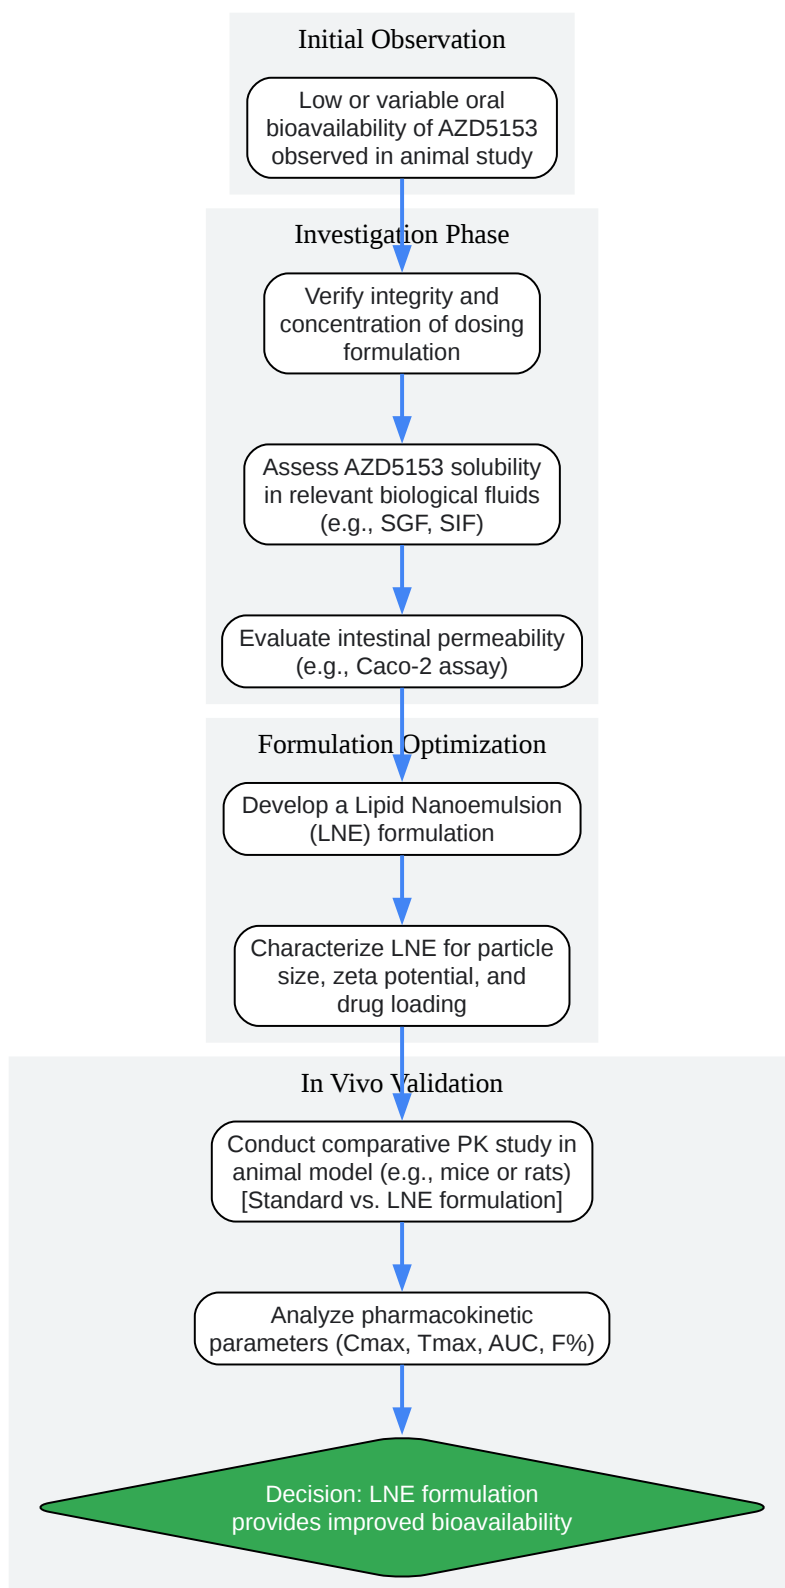 Initial Observation
Low or variable oral
bioavailability of AZD5153
observed in animal study
Investigation Phase
Verify integrity and
concentration of dosing
formulation
Assess AZD5153 solubility
in relevant biological fluids
(e.g., SGF, SIF)
Evaluate intestinal permeability
(e.g., Caco-2 assay)
Formulation Optimization
Develop a Lipid Nanoemulsion
(LNE) formulation
Characterize LNE for particle
size, zeta potential, and
drug loading
In Vivo Validation
Conduct comparative PK study in
animal model (e.g., mice or rats)
[Standard vs. LNE formulation]
Analyze pharmacokinetic
parameters (Cmax, Tmax, AUC, F%)
Decision: LNE formulation
provides improved bioavailability